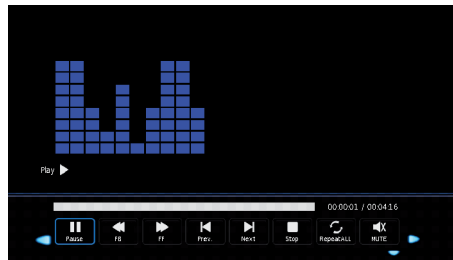 Play
00:00:01 / 00:04:16
Pause FB FF Prev. Next Stop RepeatALL MUTE